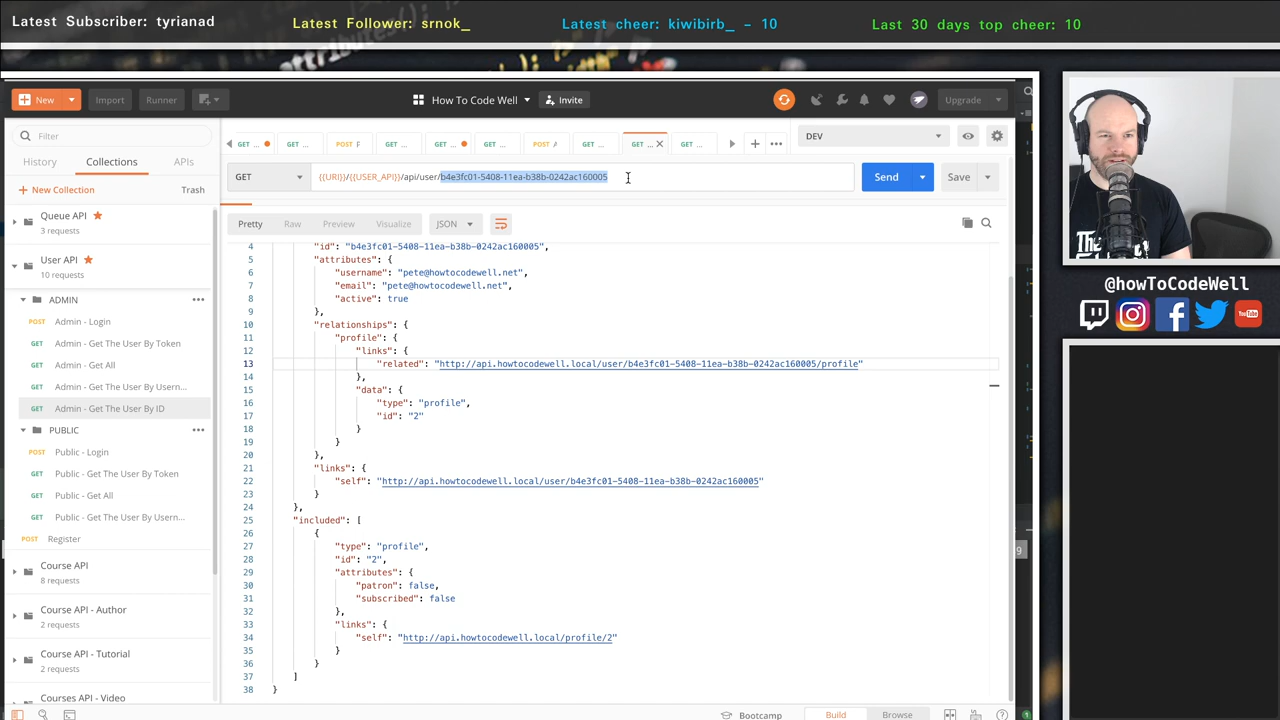 Latest Subscriber: tyrianad
Latest Follower: srnok_
Latest cheer: kiwibirb_ - 10
Last 30 days top cheer: 10
New
Import
Runner
How To Code Well
Invite
Upgrade
Filter
History
Collections
APIs
+ New Collection
Trash
Queue API
3 requests
User API
10 requests
ADMIN
POST Admin - Login
GET Admin - Get The User By Token
GET Admin - Get All
GET Admin - Get The User By Usern...
GET Admin - Get The User By ID
PUBLIC
POST Public - Login
GET Public - Get The User By Token
GET Public - Get All
GET Public - Get The User By Usern...
POST Register
Course API
8 requests
Course API - Author
2 requests
Course API - Tutorial
2 requests
Courses API - Video
GET ...
GET ...
POST F
GET ...
GET ...
GET ...
POST A
GET ...
GET ...
GET ...
DEV
GET
{{URI}}/{{USER_API}}/api/user/b4e3fc01-5408-11ea-b38b-0242ac160005
Send
Save
Pretty
Raw
Preview
Visualize
JSON
4 "id": "b4e3fc01-5408-11ea-b38b-0242ac160005",
5 "attributes": {
6 "username": "pete@howtocodewell.net",
7 "email": "pete@howtocodewell.net",
8 "active": true
9 },
10 "relationships": {
11 "profile": {
12 "links": {
13 "related": "http://api.howtocodewell.local/user/b4e3fc01-5408-11ea-b38b-0242ac160005/profile"
14 },
15 "data": {
16 "type": "profile",
17 "id": "2"
18 }
19 }
20 },
21 "links": {
22 "self": "http://api.howtocodewell.local/user/b4e3fc01-5408-11ea-b38b-0242ac160005"
23 }
24 },
25 "included": [
26 {
27 "type": "profile",
28 "id": "2",
29 "attributes": {
30 "patron": false,
31 "subscribed": false
32 },
33 "links": {
34 "self": "http://api.howtocodewell.local/profile/2"
35 }
36 }
37 ]
38 }
Bootcamp
Build
Browse
@howToCodeWell
You Tube